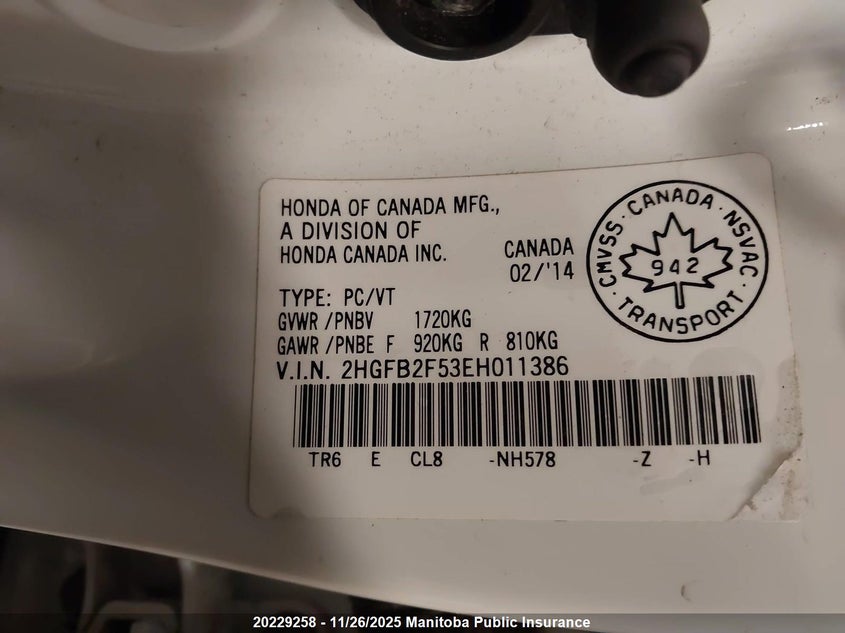 HONDA OF CANADA MFG.,
A DIVISION OF
HONDA CANADA INC.
CANADA
02/'14
CMVSS · CANADA · NSVAC
942
· TRANSPORT ·
TYPE: PC/VT
GVWR /PNBV 1720KG
GAWR /PNBE F 920KG R 810KG
V.I.N. 2HGFB2F53EH011386
TR6 E CL8 -NH578 -Z -H
20229258 - 11/26/2025 Manitoba Public Insurance